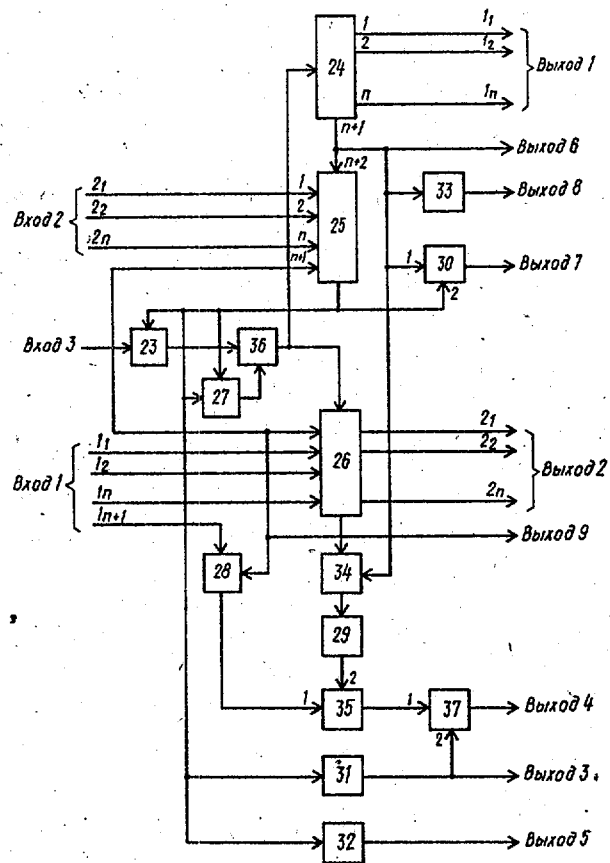 1 1₁
2 1₂
24 Выход 1
n 1n
n+1
Выход 6
n+2
2₁ 1
33 Выход 8
Вход 2 2₂ 2
25
2n n
n+1
1 30 Выход 7
2
Вход 3 23 36
27
2₁
1₁ 26 2₂
Вход 1 1₂ Выход 2
1n 2n
1n+1
Выход 9
28 34
29
2
1 35 1 37 Выход 4
2
31 Выход 3
32 Выход 5